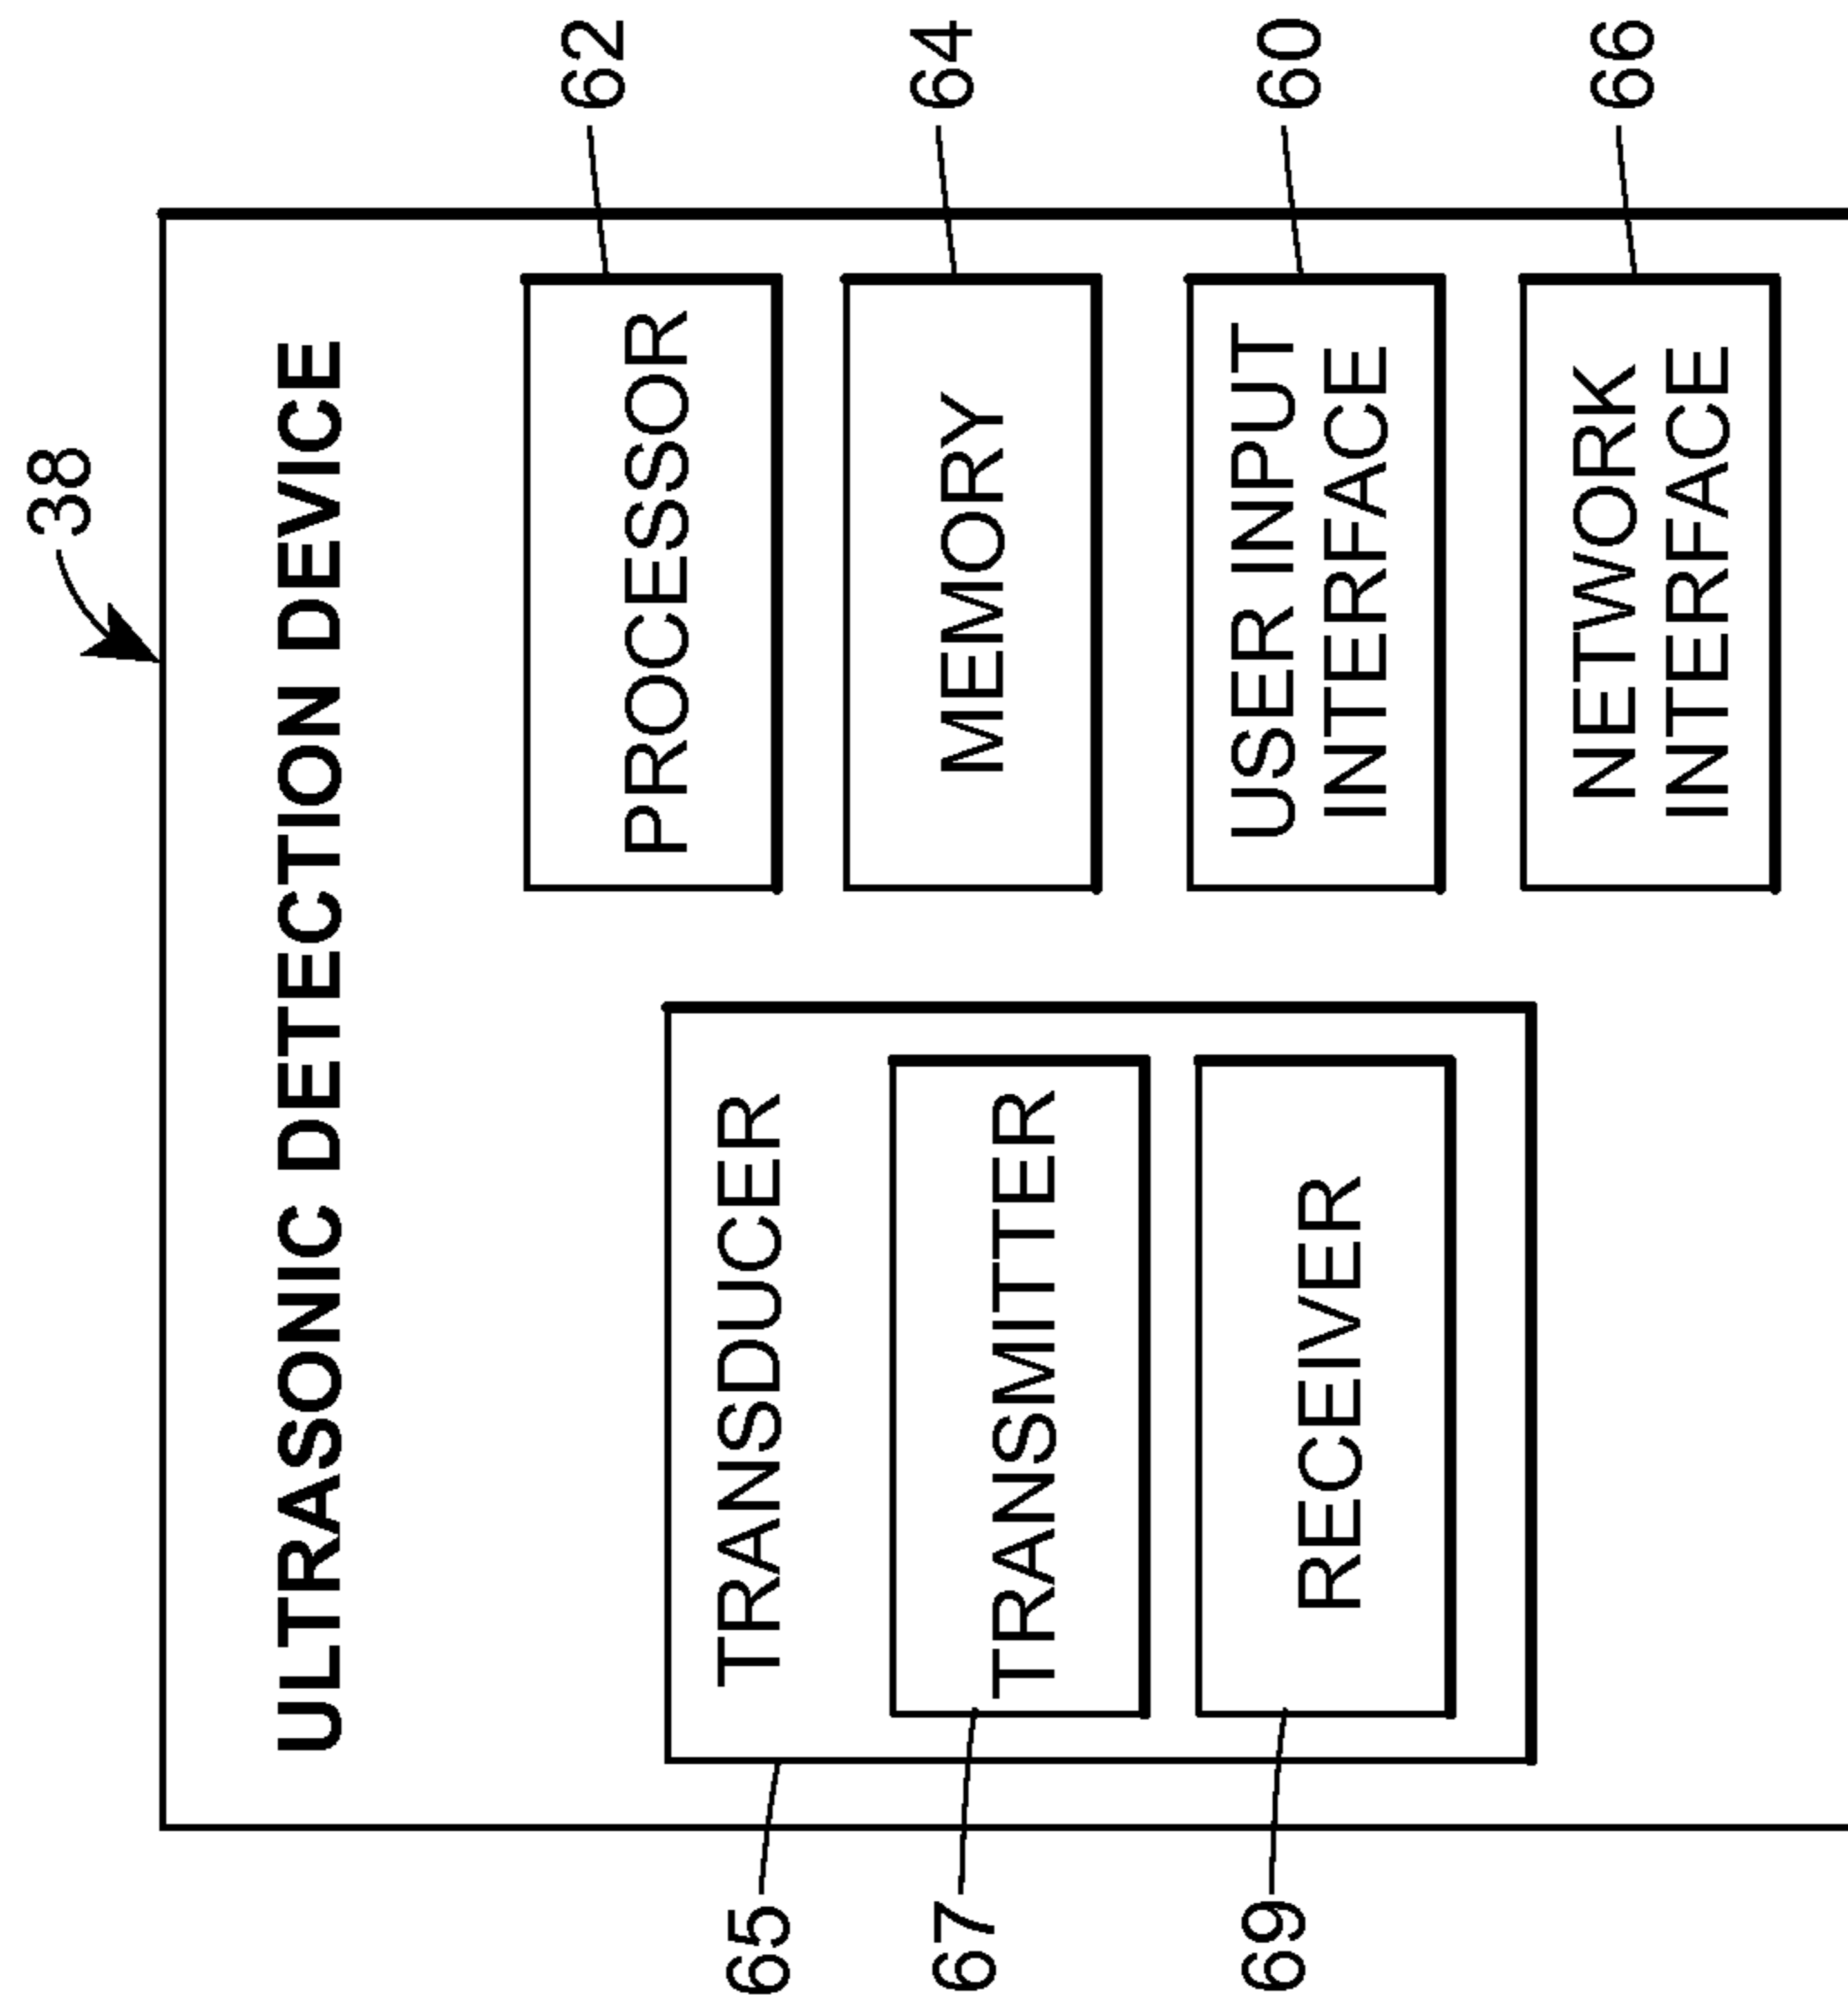 38
ULTRASONIC DETECTION DEVICE
65
TRANSDUCER
67
TRANSMITTER
69
RECEIVER
PROCESSOR
62
MEMORY
64
USER INPUT
INTERFACE
60
NETWORK
INTERFACE
66